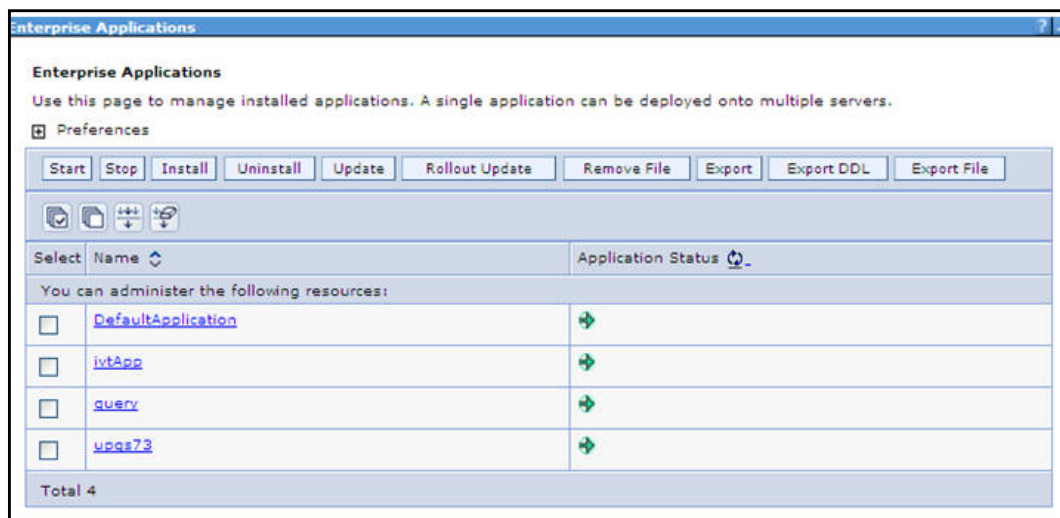 Enterprise Applications ?
Enterprise Applications
Use this page to manage installed applications. A single application can be deployed onto multiple servers.
Preferences
Start Stop Install Uninstall Update Rollout Update Remove File Export Export DDL Export File
Select Name Application Status
You can administer the following resources:
DefaultApplication
ivtApp
query
upgs73
Total 4